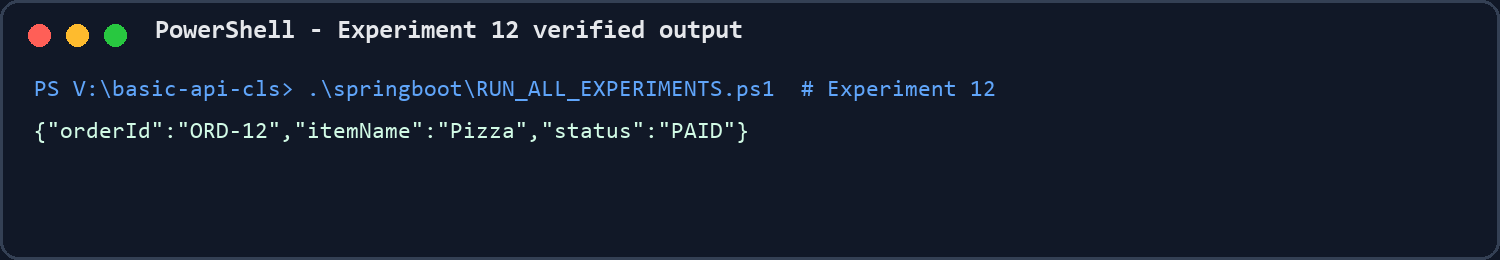 PowerShell - Experiment 12 verified output
PS V:\basic-api-cls> .\springboot\RUN_ALL_EXPERIMENTS.ps1  # Experiment 12
{"orderId":"ORD-12","itemName":"Pizza","status":"PAID"}